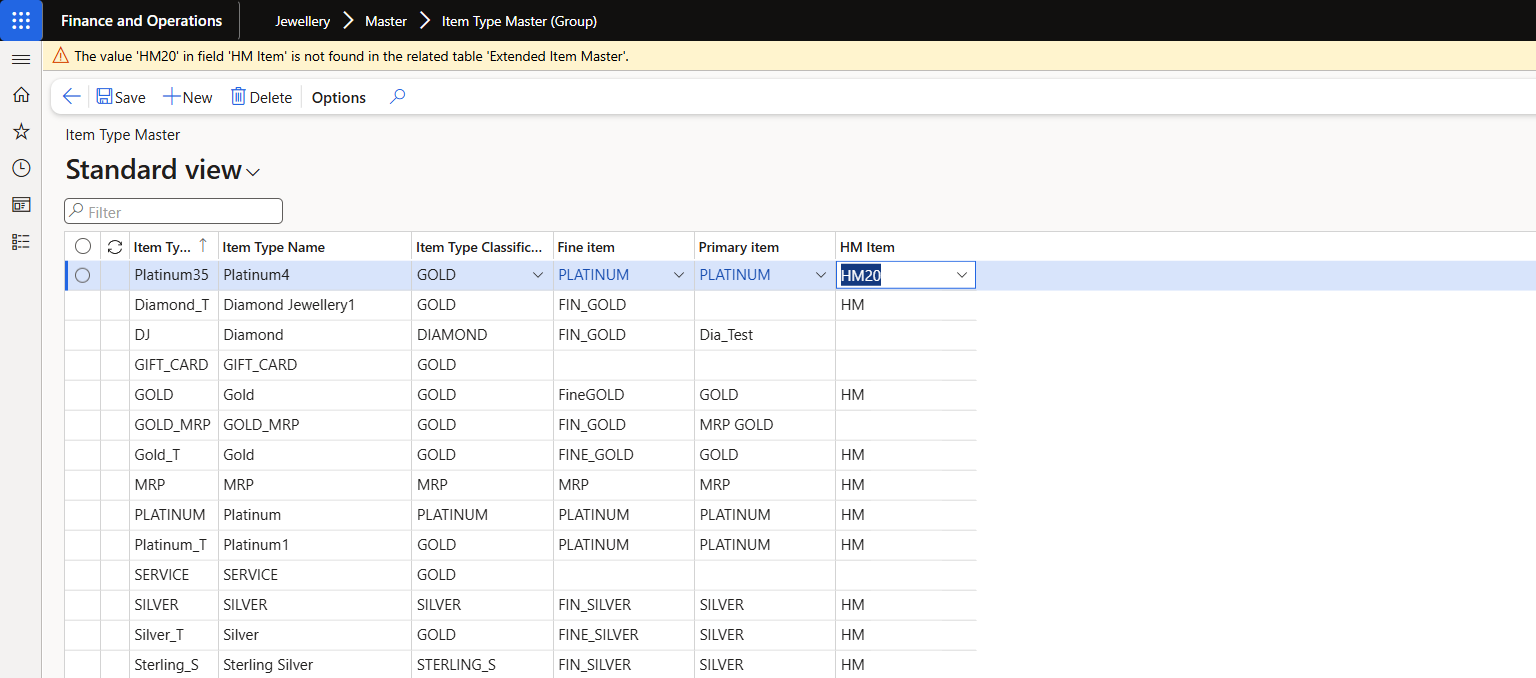 Finance and Operations Jewellery Master Item Type Master (Group)
The value 'HM20' in field 'HM Item' is not found in the related table 'Extended Item Master'.
Save New Delete Options
Item Type Master
Standard view
Filter
Item Ty... Item Type Name Item Type Classific... Fine item Primary item HM Item
Platinum35 Platinum4 GOLD PLATINUM PLATINUM HM20
Diamond_T Diamond Jewellery1 GOLD FIN_GOLD HM
DJ Diamond DIAMOND FIN_GOLD Dia_Test
GIFT_CARD GIFT_CARD GOLD
GOLD Gold GOLD FineGOLD GOLD HM
GOLD_MRP GOLD_MRP GOLD FIN_GOLD MRP GOLD
Gold_T Gold GOLD FINE_GOLD GOLD HM
MRP MRP MRP MRP MRP HM
PLATINUM Platinum PLATINUM PLATINUM PLATINUM HM
Platinum_T Platinum1 GOLD PLATINUM PLATINUM HM
SERVICE SERVICE GOLD
SILVER SILVER SILVER FIN_SILVER SILVER HM
Silver_T Silver GOLD FINE_SILVER SILVER HM
Sterling_S Sterling Silver STERLING_S FIN_SILVER SILVER HM